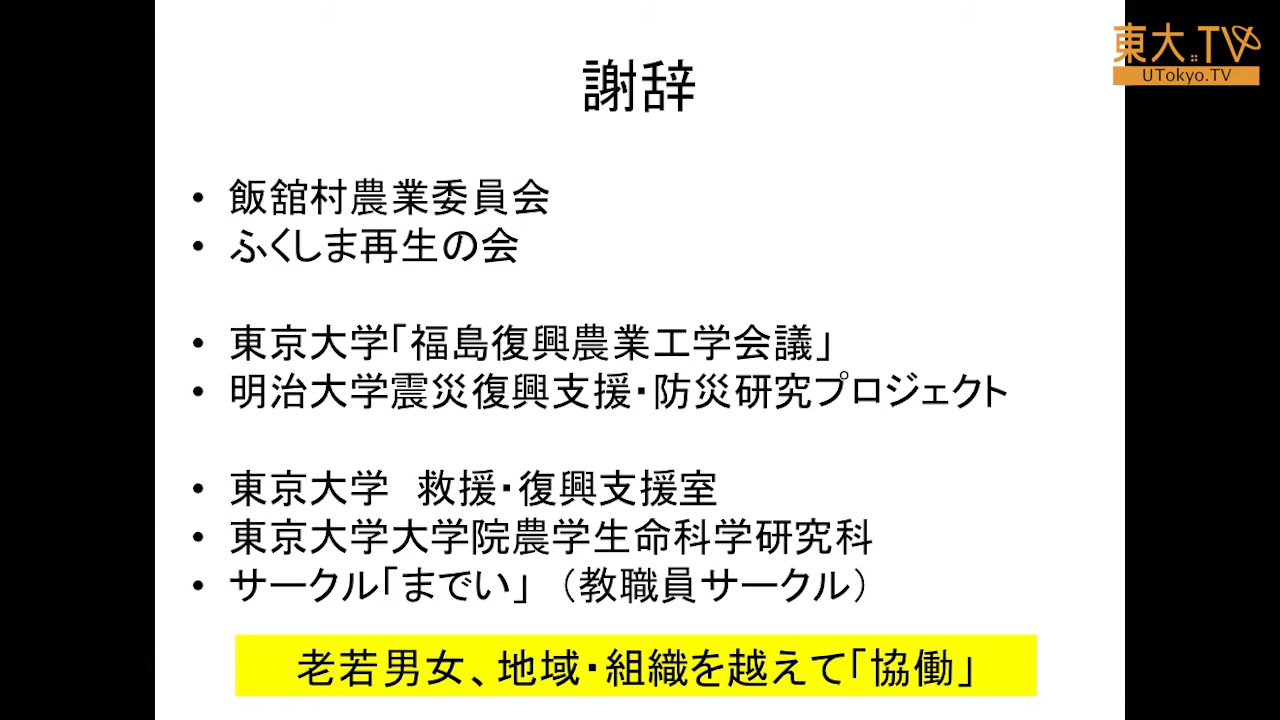 東大.TV
UTokyo.TV
謝辞
• 飯舘村農業委員会
• ふくしま再生の会
• 東京大学「福島復興農業工学会議」
• 明治大学震災復興支援・防災研究プロジェクト
• 東京大学　救援・復興支援室
• 東京大学大学院農学生命科学研究科
• サークル「までい」（教職員サークル）
老若男女、地域・組織を越えて「協働」